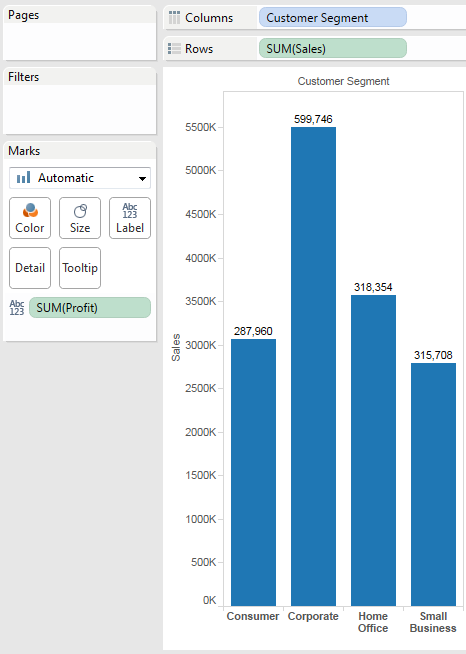 Pages
Columns
Customer Segment
Rows
SUM(Sales)
Filters
Marks
Automatic
Color
Size
Abc
123
Label
Detail
Tooltip
Abc
123
SUM(Profit)
Customer Segment
Sales
5500K
5000K
4500K
4000K
3500K
3000K
2500K
2000K
1500K
1000K
500K
0K
287,960
599,746
318,354
315,708
Consumer
Corporate
Home
Office
Small
Business